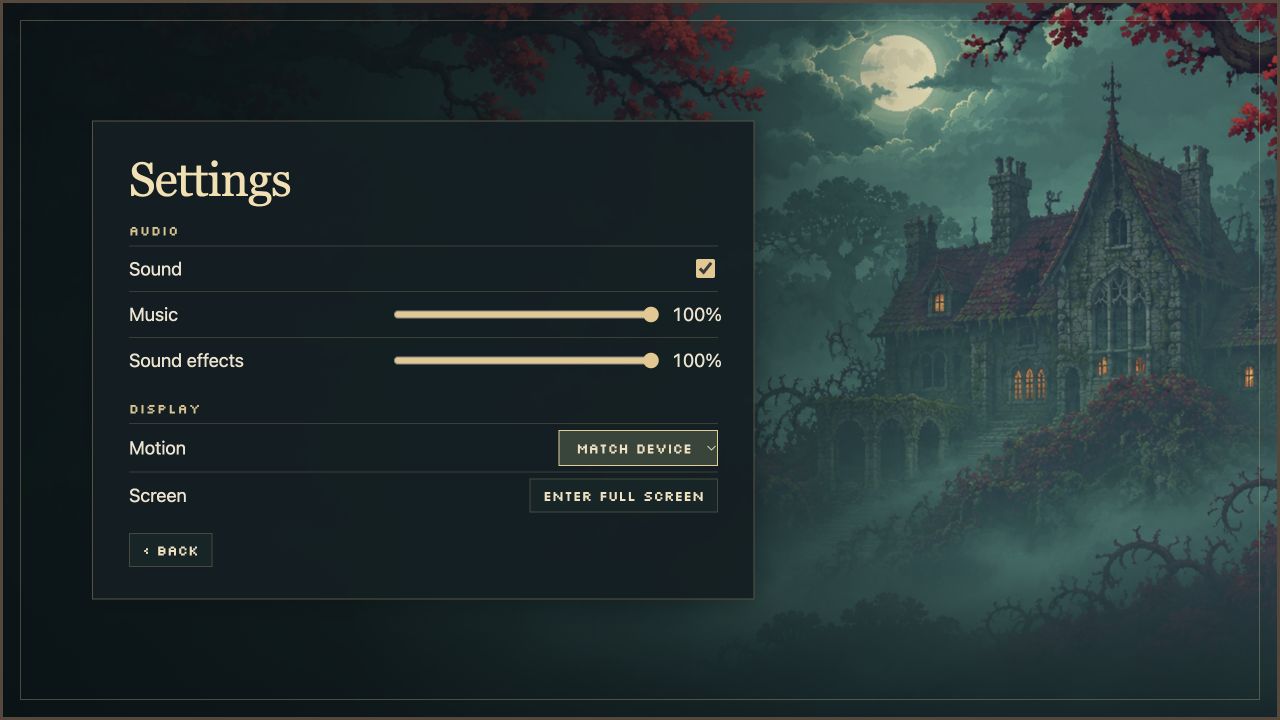 Settings
AUDIO
Sound
Music 100%
Sound effects 100%
DISPLAY
Motion MATCH DEVICE
Screen ENTER FULL SCREEN
‹ BACK